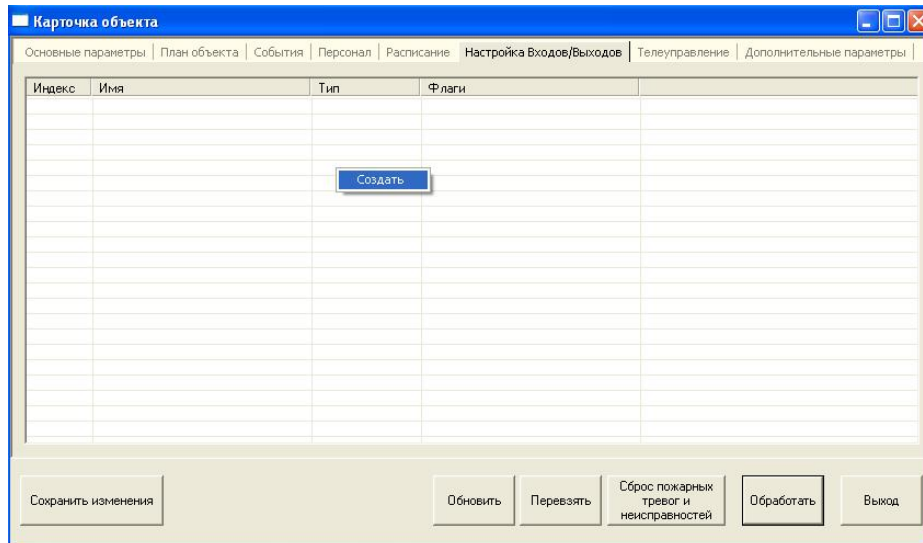 Карточка объекта
Основные параметры План объекта События Персонал Расписание Настройка Входов/Выходов Телеуправление Дополнительные параметры
Индекс Имя Тип Флаги
Создать
Сохранить изменения
Обновить
Перевзять
Сброс пожарных
тревог и
неисправностей
Обработать
Выход